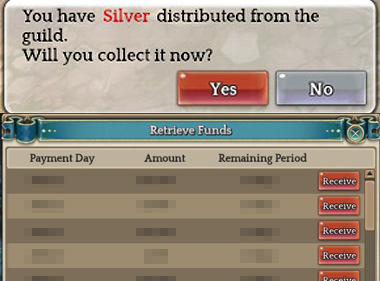 You have Silver distributed from the
guild.
Will you collect it now?
Yes No
Retrieve Funds
Payment Day Amount Remaining Period
Receive
Receive
Receive
Receive
Receive